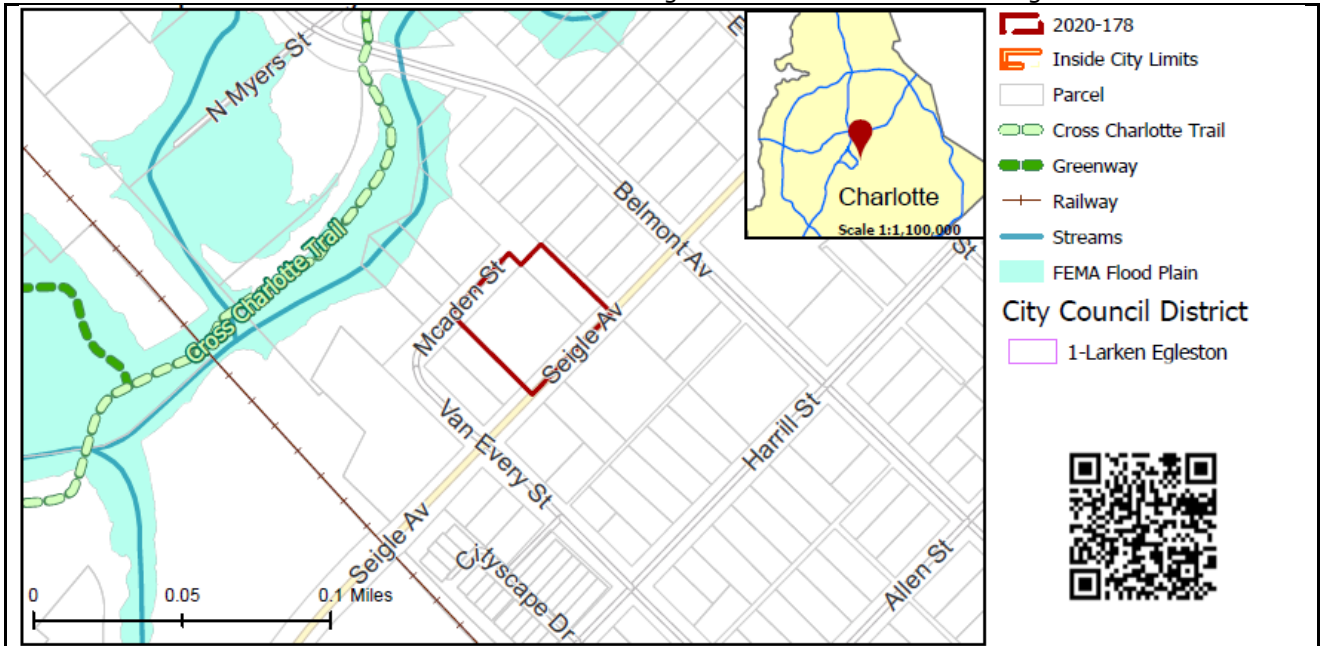 N Myers St
Belmont Av
Cross Charlotte Trail
Mcaden St
Seigle Av
Van Every St
Harrill St
Seigle Av
Cityscape Dr
Allen St
St
0 0.05 0.1 Miles
Charlotte
Scale 1:1,100,000
2020-178
Inside City Limits
Parcel
Cross Charlotte Trail
Greenway
Railway
Streams
FEMA Flood Plain
City Council District
1-Larken Egleston